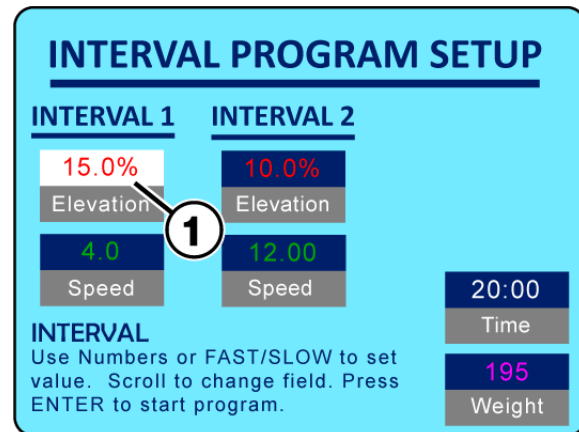 INTERVAL PROGRAM SETUP
INTERVAL 1
INTERVAL 2
15.0%
Elevation
10.0%
Elevation
1
4.0
Speed
12.00
Speed
20:00
Time
195
Weight
INTERVAL
Use Numbers or FAST/SLOW to set
value. Scroll to change field. Press
ENTER to start program.